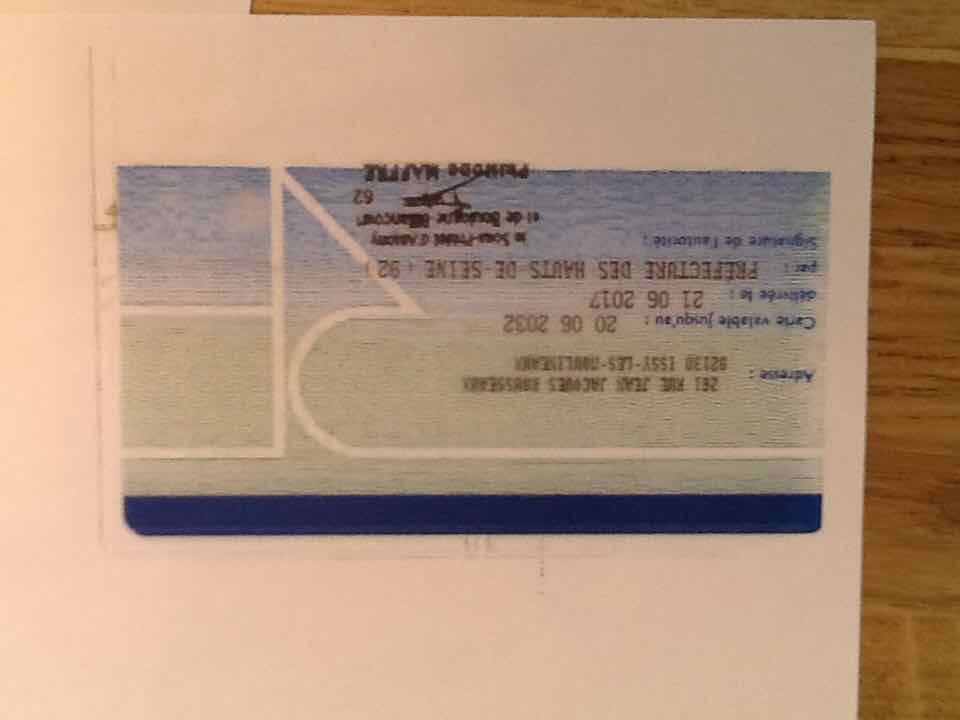 Adresse : 261 RUE JEAN JACQUES ROUSSEAU
92130 ISSY-LES-MOULINEAUX
Carte valable jusqu'au : 20 06 2032
délivrée le : 21 06 2017
par : PRÉFECTURE DES HAUTS-DE-SEINE (92)
Signature de l'autorité :
le Sous-Préfet d'Antony
et de Boulogne-Billancourt
62
MAFFRE